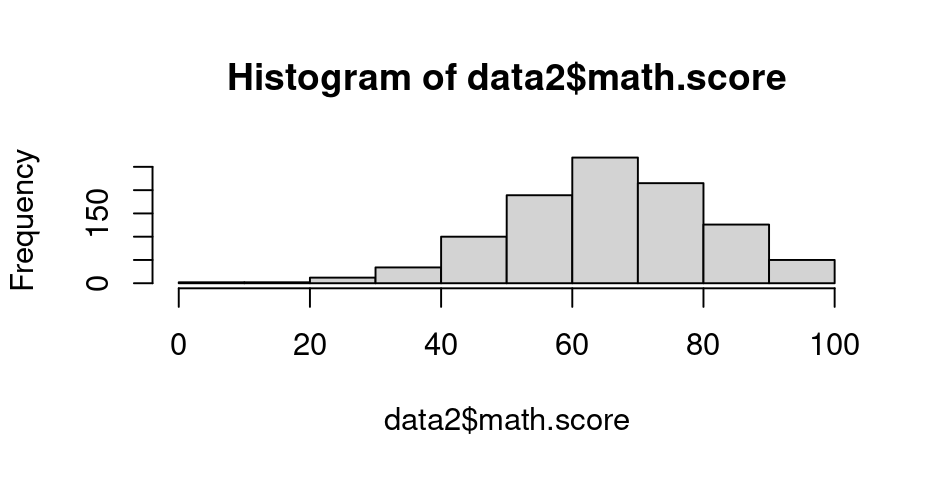 Histogram of data2$math.score
Frequency
150
0
0 20 40 60 80 100
data2$math.score